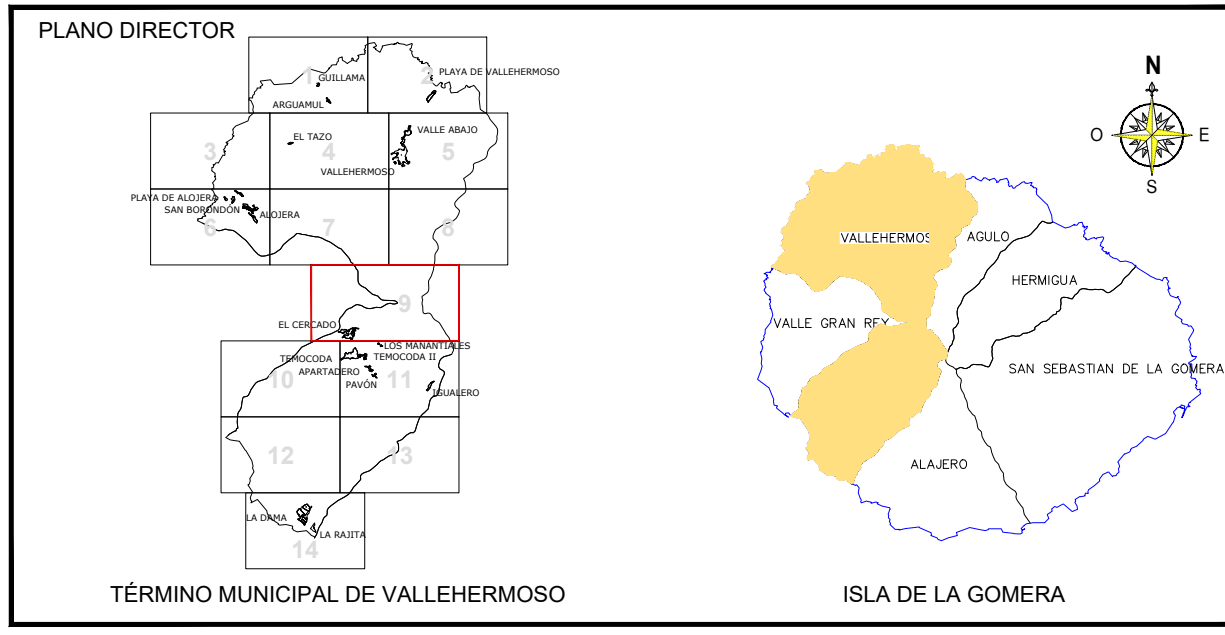 PLANO DIRECTOR
1
GUILLAMA
2
PLAYA DE VALLEHERMOSO
ARGUAMUL
3
EL TAZO
4
VALLE ABAJO
5
VALLEHERMOSO
PLAYA DE ALOJERA
SAN BORONDÓN
ALOJERA
6
7
8
9
EL CERCADO
LOS MANANTIALES
TEMOCODA
TEMOCODA II
APARTADERO
10
PAVÓN
11
IGUALERO
12
13
LA DAMA
LA RAJITA
14
TÉRMINO MUNICIPAL DE VALLEHERMOSO
N
O
E
S
VALLEHERMOS
AGULO
HERMIGUA
VALLE GRAN REY
SAN SEBASTIAN DE LA GOMERA
ALAJERO
ISLA DE LA GOMERA